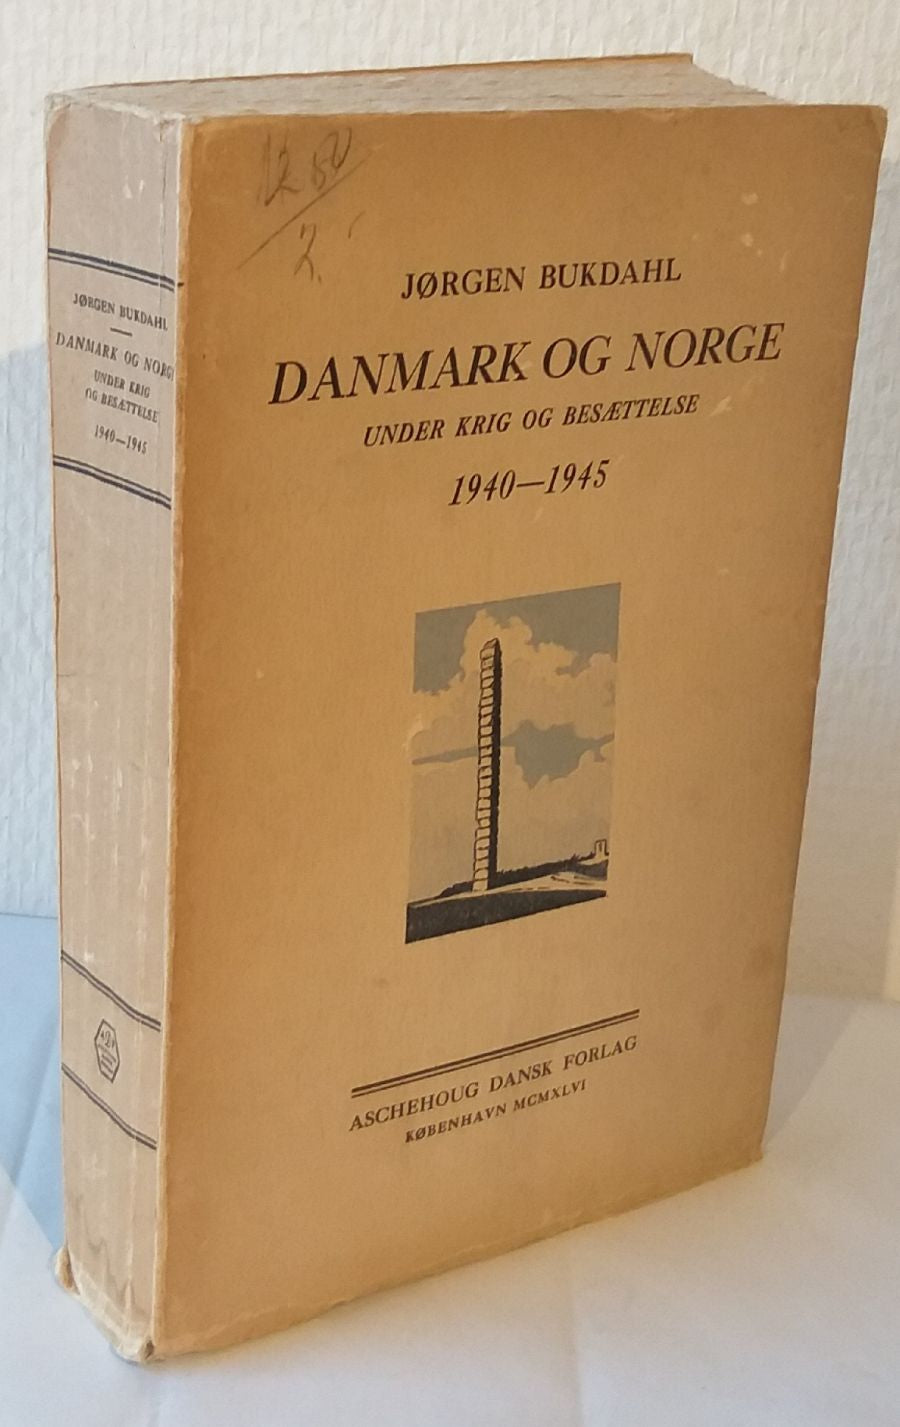 JØRGEN BUKDAHL
DANMARK OG NORGE
UNDER KRIG OG BESÆTTELSE
1940—1945
ASCHEHOUG DANSK FORLAG
KØBENHAVN MCMXLVI
JØRGEN BUKDAHL
DANMARK OG NORGE
UNDER KRIG
OG BESÆTTELSE
1940—1945